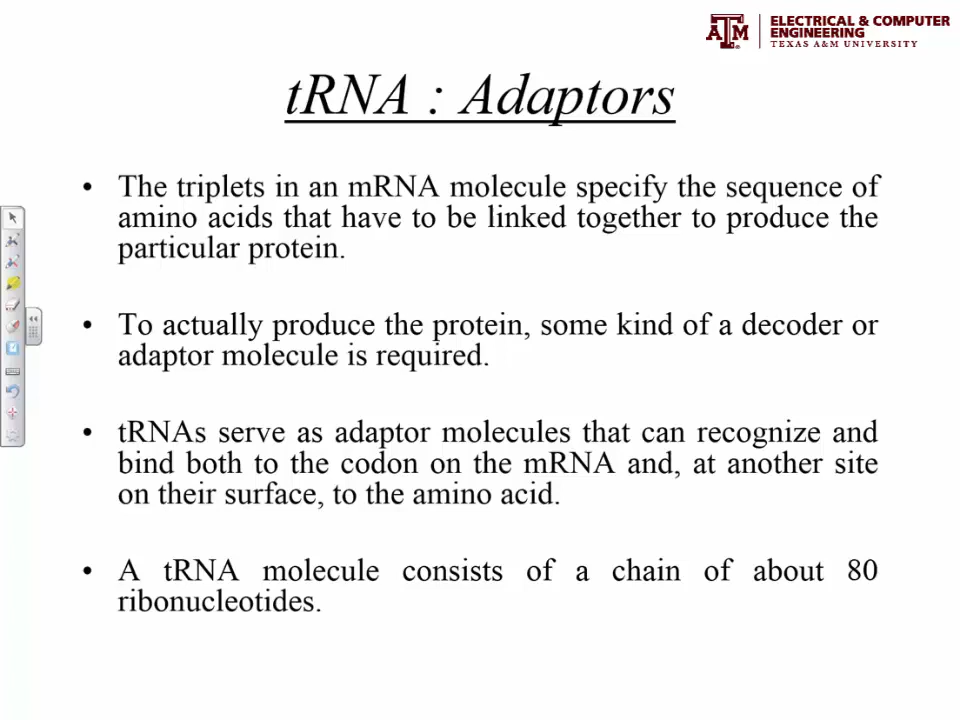 ELECTRICAL & COMPUTER
ENGINEERING
TEXAS A&M UNIVERSITY
tRNA : Adaptors
• The triplets in an mRNA molecule specify the sequence of
amino acids that have to be linked together to produce the
particular protein.
• To actually produce the protein, some kind of a decoder or
adaptor molecule is required.
• tRNAs serve as adaptor molecules that can recognize and
bind both to the codon on the mRNA and, at another site
on their surface, to the amino acid.
• A tRNA molecule consists of a chain of about 80
ribonucleotides.